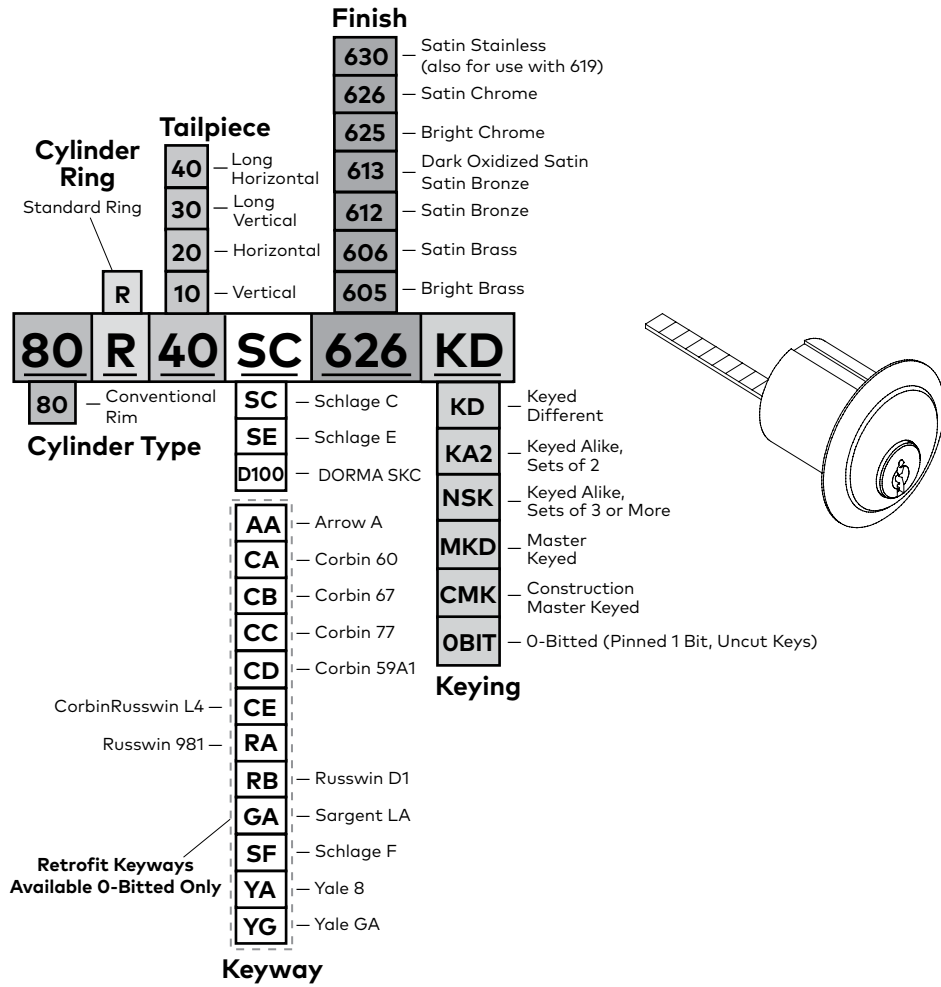 Finish
630
Satin Stainless
(also for use with 619)
626
Satin Chrome
625
Bright Chrome
613
Dark Oxidized Satin
Satin Bronze
612
Satin Bronze
606
Satin Brass
605
Bright Brass
Tailpiece
40
Long
Horizontal
30
Long
Vertical
20
Horizontal
10
Vertical
Cylinder
Ring
Standard Ring
R
80 R 40 SC 626 KD
80
Conventional
Rim
Cylinder Type
SC
Schlage C
SE
Schlage E
D100
DORMA SKC
AA
Arrow A
CA
Corbin 60
CB
Corbin 67
CC
Corbin 77
CD
Corbin 59A1
CorbinRusswin L4
CE
Russwin 981
RA
RB
Russwin D1
GA
Sargent LA
SF
Schlage F
YA
Yale 8
YG
Yale GA
Retrofit Keyways
Available 0-Bitted Only
Keyway
KD
Keyed
Different
KA2
Keyed Alike,
Sets of 2
NSK
Keyed Alike,
Sets of 3 or More
MKD
Master
Keyed
CMK
Construction
Master Keyed
0BIT
0-Bitted (Pinned 1 Bit, Uncut Keys)
Keying